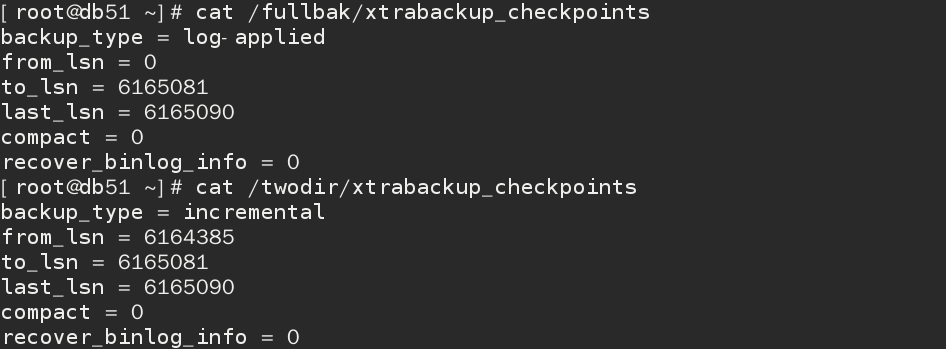 [ root@db51 ~]# cat /fullbak/xtrabackup_checkpoints
backup_type = log-applied
from_lsn = 0
to_lsn = 6165081
last_lsn = 6165090
compact = 0
recover_binlog_info = 0
[ root@db51 ~]# cat /twodir/xtrabackup_checkpoints
backup_type = incremental
from_lsn = 6164385
to_lsn = 6165081
last_lsn = 6165090
compact = 0
recover_binlog_info = 0